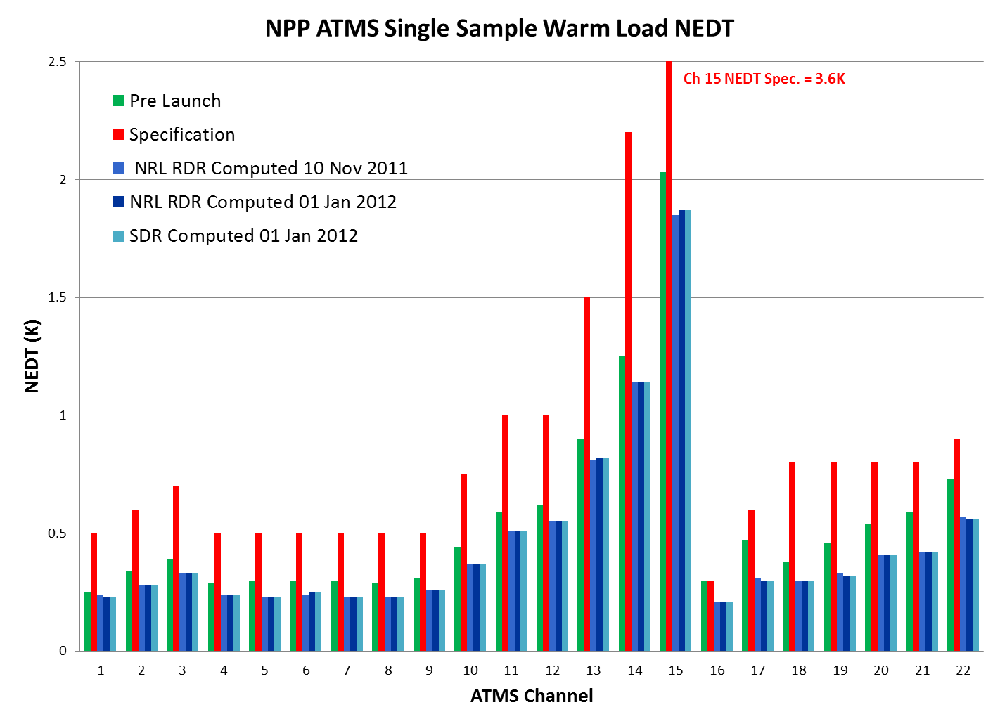 NPP ATMS Single Sample Warm Load NEDT
2.5
Ch 15 NEDT Spec. = 3.6K
Pre Launch
Specification
NRL RDR Computed 10 Nov 2011
2
NRL RDR Computed 01 Jan 2012
SDR Computed 01 Jan 2012
1.5
NEDT (K)
1
0.5
0
1 2 3 4 5 6 7 8 9 10 11 12 13 14 15 16 17 18 19 20 21 22
ATMS Channel